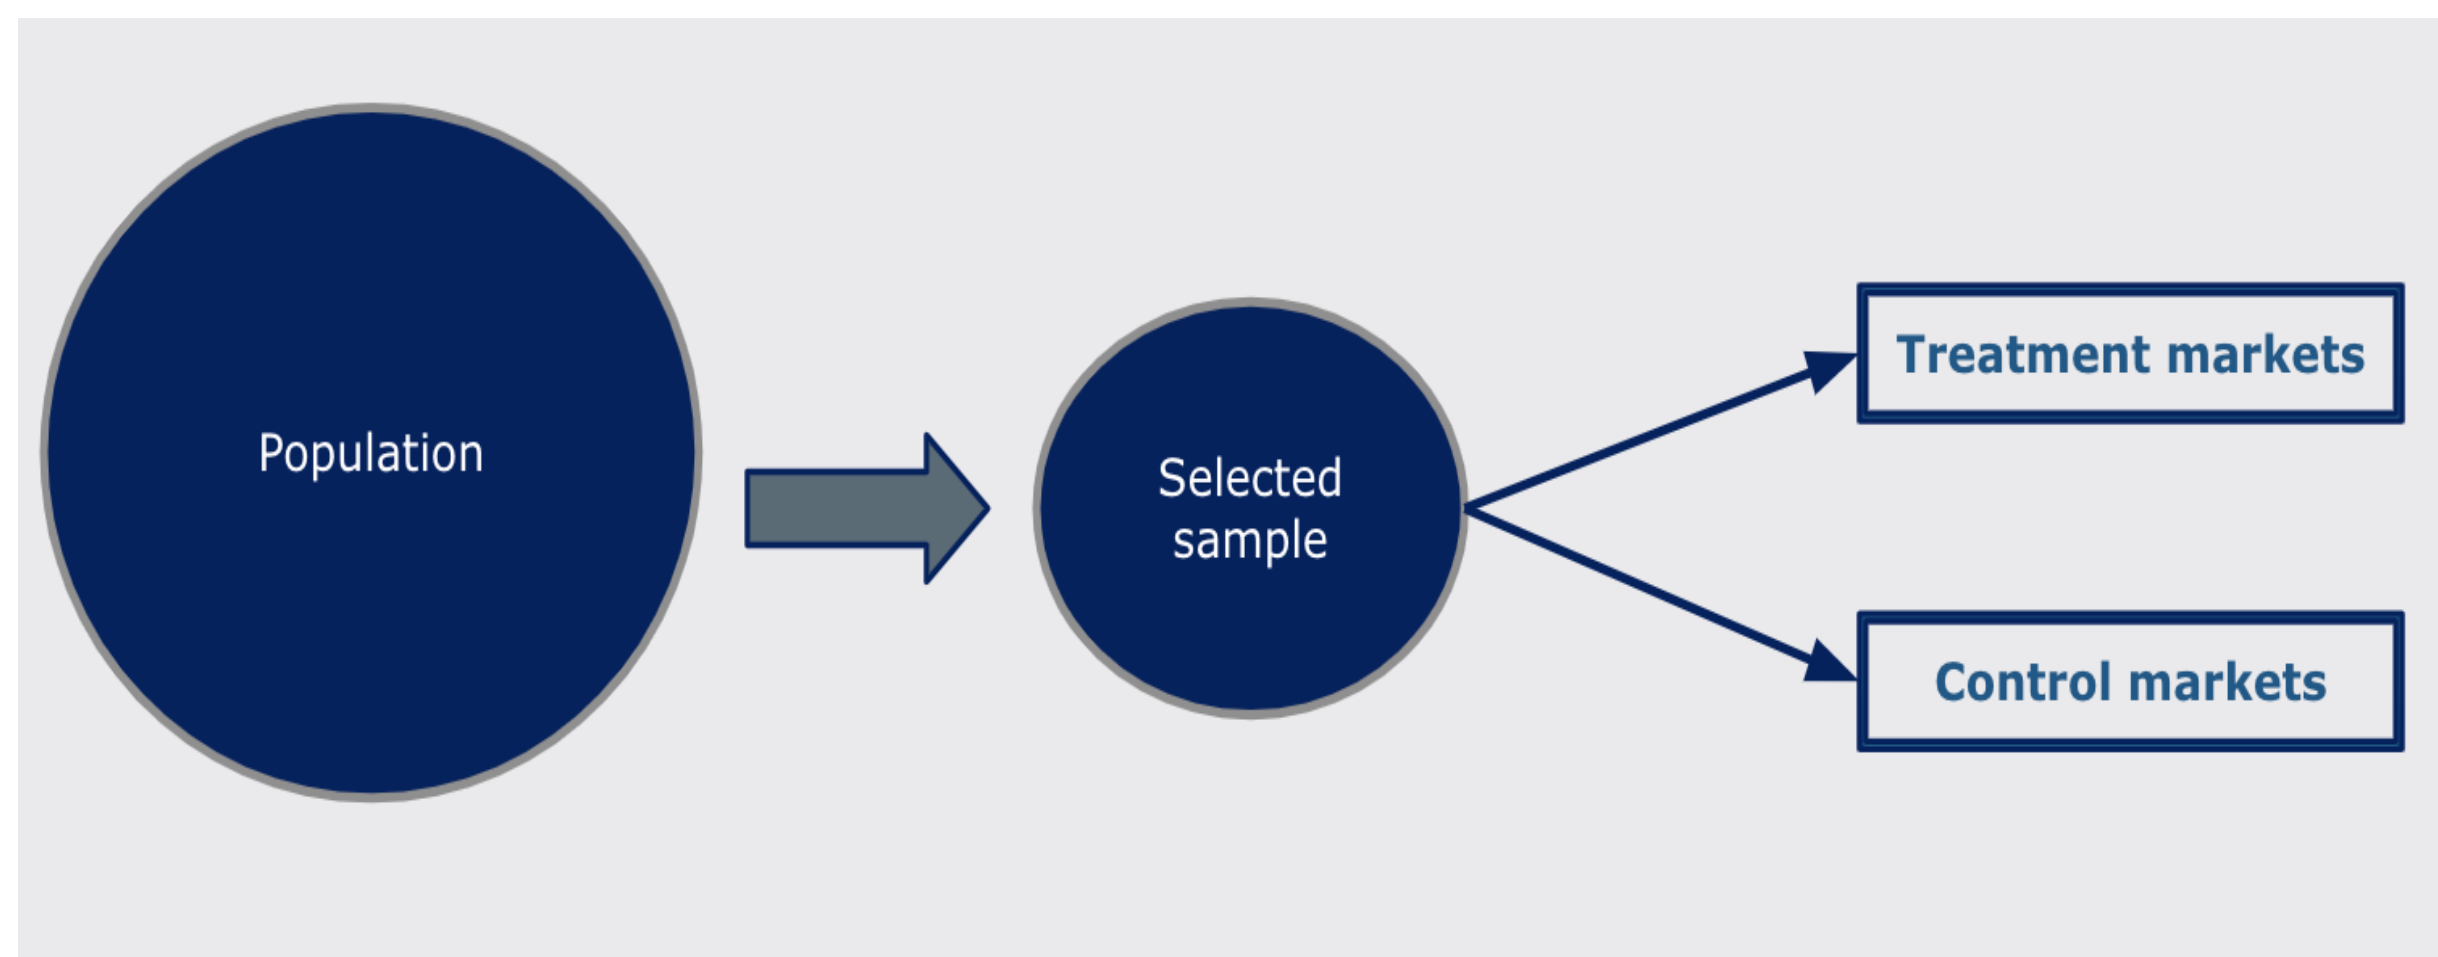 Population
Selected
sample
Treatment markets
Control markets